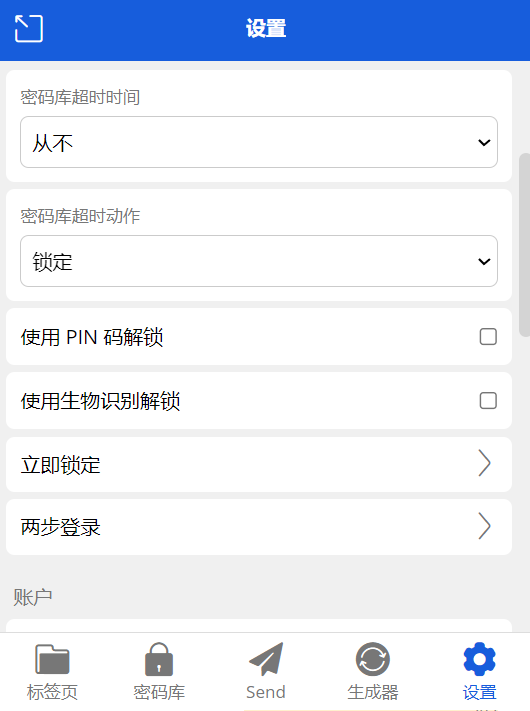 设置
密码库超时时间
从不
密码库超时动作
锁定
使用 PIN 码解锁
使用生物识别解锁
立即锁定
两步登录
账户
标签页
密码库
Send
生成器
设置